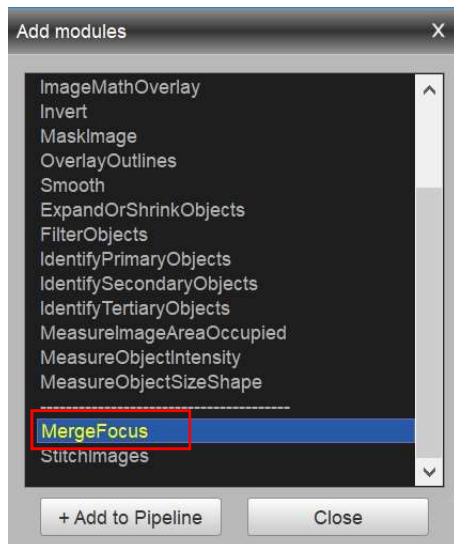 Add modules X
ImageMathOverlay
Invert
MaskImage
OverlayOutlines
Smooth
ExpandOrShrinkObjects
FilterObjects
IdentifyPrimaryObjects
IdentifySecondaryObjects
IdentifyTertiaryObjects
MeasureImageAreaOccupied
MeasureObjectIntensity
MeasureObjectSizeShape
---------------------------------------
MergeFocus
StitchImages
+ Add to Pipeline Close